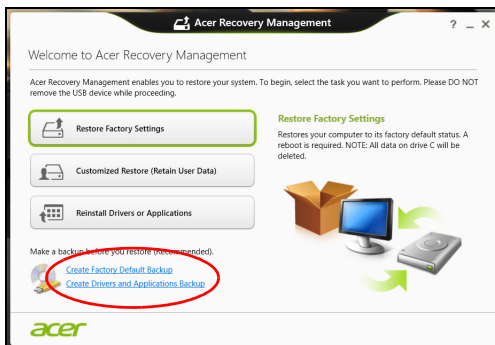 Acer Recovery Management
? _ X
Welcome to Acer Recovery Management
Acer Recovery Management enables you to restore your system. To begin, select the task you want to perform. Please DO NOT
remove the USB device while proceeding.
Restore Factory Settings
Customized Restore (Retain User Data)
Reinstall Drivers or Applications
Restore Factory Settings
Restores your computer to its factory default status. A
reboot is required. NOTE: All data on drive C will be
deleted.
Make a backup before you restore (Recommended).
Create Factory Default Backup
Create Drivers and Applications Backup
acer